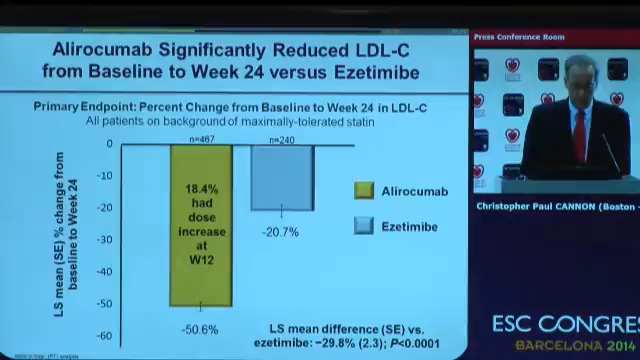 Alirocumab Significantly Reduced LDL-C
from Baseline to Week 24 versus Ezetimibe
Primary Endpoint: Percent Change from Baseline to Week 24 in LDL-C
All patients on background of maximally-tolerated statin
LS mean (SE) % change from
baseline to week 24
0
-10
-20
-30
-40
-50
-60
n=467
n=240
18.4%
had
dose
increase
at
W12
-50.6%
-20.7%
Alirocumab
Ezetimibe
LS mean difference (SE) vs.
ezetimibe: −29.8% (2.3); P<0.0001
Press Conference Room
Christopher Paul CANNON (Boston -
ESC CONGRES
BARCELONA 2014